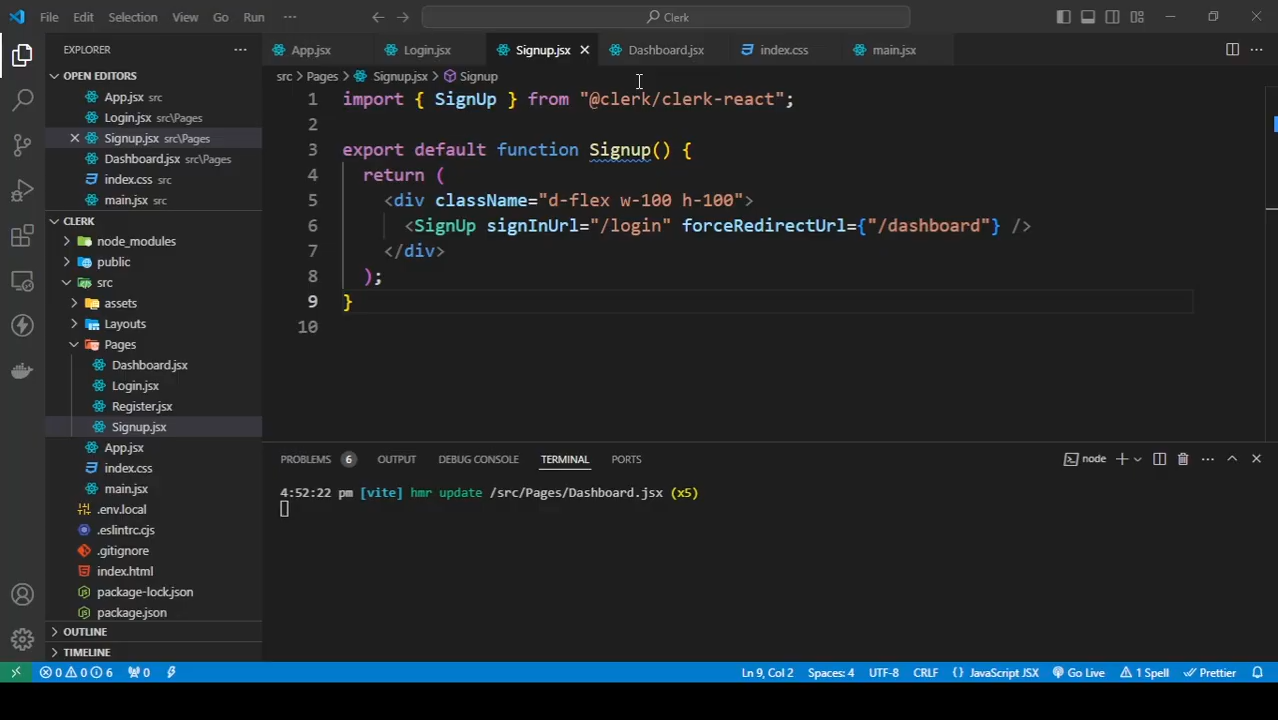 File Edit Selection View Go Run ··· Clerk
EXPLORER ···
App.jsx Login.jsx Signup.jsx Dashboard.jsx index.css main.jsx ···
OPEN EDITORS
App.jsx src
Login.jsx src\Pages
Signup.jsx src\Pages
Dashboard.jsx src\Pages
index.css src
main.jsx src
CLERK
node_modules
public
src
assets
Layouts
Pages
Dashboard.jsx
Login.jsx
Register.jsx
Signup.jsx
App.jsx
index.css
main.jsx
.env.local
.eslintrc.cjs
.gitignore
index.html
package-lock.json
package.json
OUTLINE
TIMELINE
src > Pages > Signup.jsx > Signup
1 import { SignUp } from "@clerk/clerk-react";
2
3 export default function Signup() {
4 return (
5 <div className="d-flex w-100 h-100">
6 <SignUp signInUrl="/login" forceRedirectUrl={"/dashboard"} />
7 </div>
8 );
9 }
10
PROBLEMS 6 OUTPUT DEBUG CONSOLE TERMINAL PORTS node ···
4:52:22 pm [vite] hmr update /src/Pages/Dashboard.jsx (x5)
0 0 6 0 Ln 9, Col 2 Spaces: 4 UTF-8 CRLF {} JavaScript JSX Go Live 1 Spell Prettier